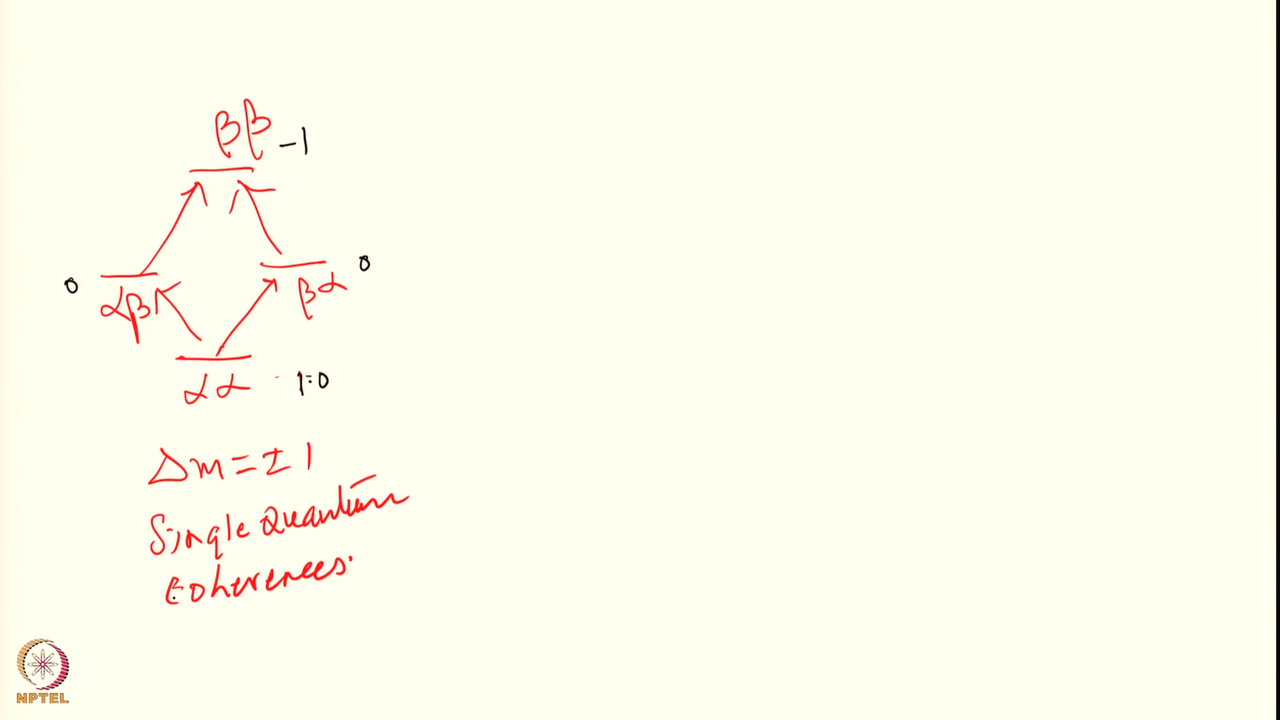 ββ -1
0 αβ βα 0
αα 1=0
Δm = ± 1
Single Quantum
Coherences.
NPTEL